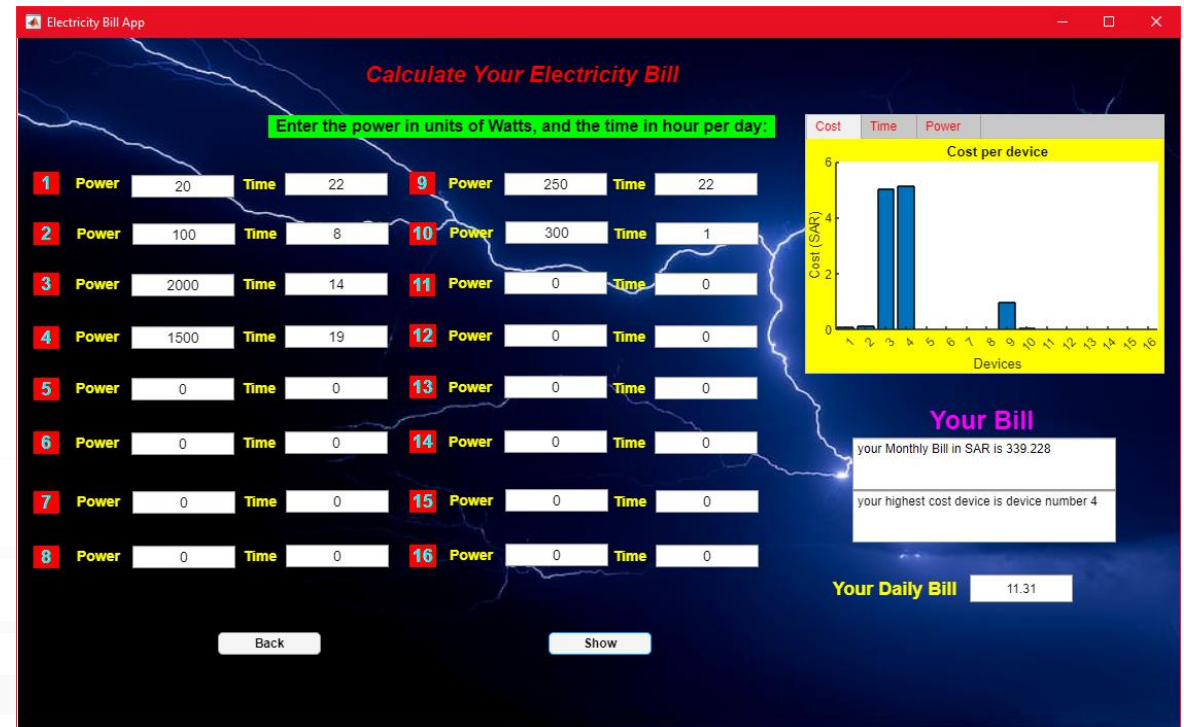 Electricity Bill App
Calculate Your Electricity Bill
Enter the power in units of Watts, and the time in hour per day:
1 Power 20 Time 22 9 Power 250 Time 22
2 Power 100 Time 8 10 Power 300 Time 1
3 Power 2000 Time 14 11 Power 0 Time 0
4 Power 1500 Time 19 12 Power 0 Time 0
5 Power 0 Time 0 13 Power 0 Time 0
6 Power 0 Time 0 14 Power 0 Time 0
7 Power 0 Time 0 15 Power 0 Time 0
8 Power 0 Time 0 16 Power 0 Time 0
Back Show
Cost Time Power
Cost per device
6
4
2
0
Cost (SAR)
1 2 3 4 5 6 7 8 9 10 11 12 13 14 15 16
Devices
Your Bill
your Monthly Bill in SAR is 339.228
your highest cost device is device number 4
Your Daily Bill 11.31